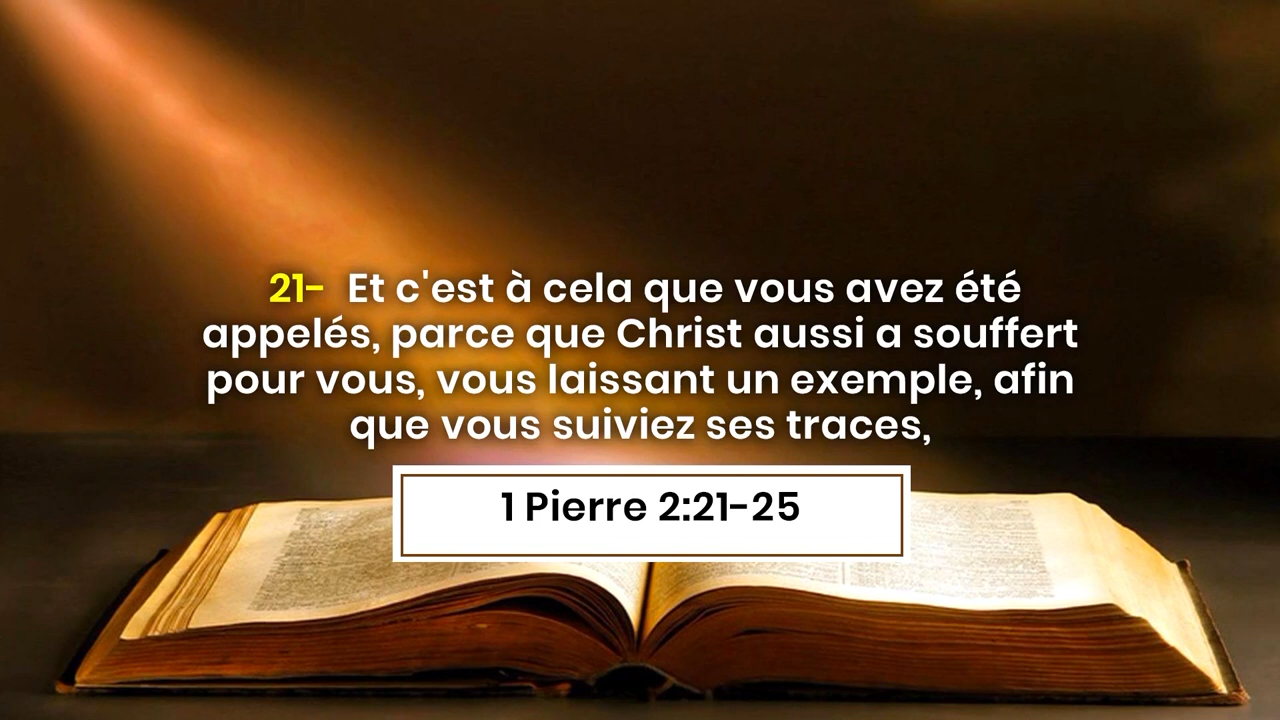 21- Et c'est à cela que vous avez été
appelés, parce que Christ aussi a souffert
pour vous, vous laissant un exemple, afin
que vous suiviez ses traces,
1 Pierre 2:21-25